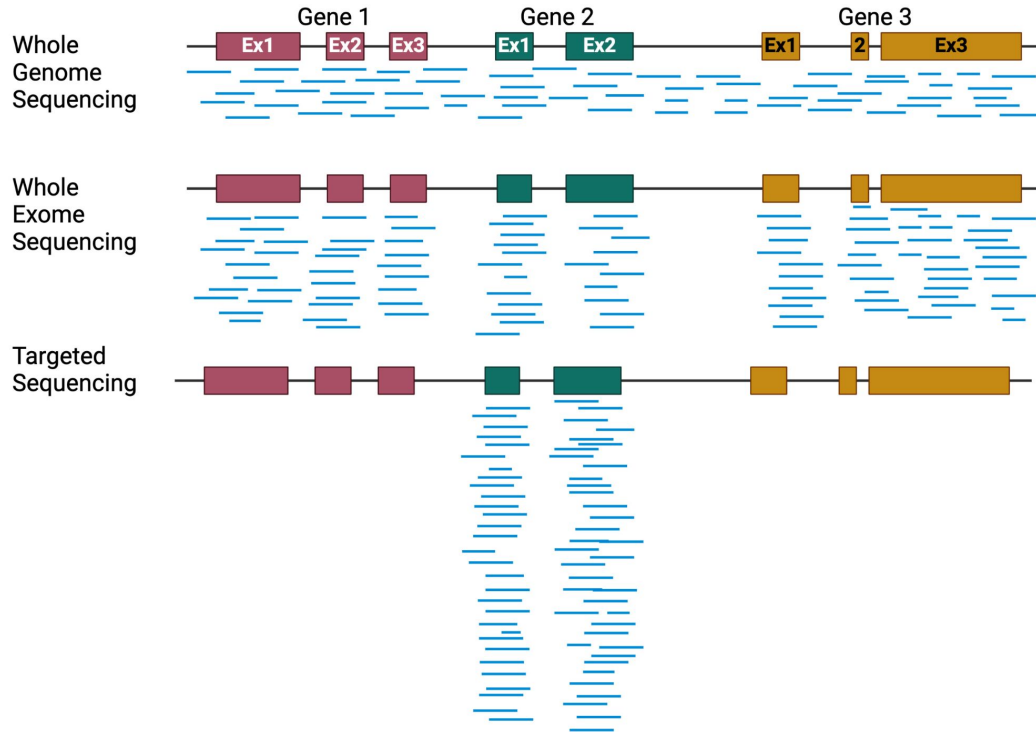 Gene 1 Gene 2 Gene 3
Whole
Genome
Sequencing
Ex1 Ex2 Ex3 Ex1 Ex2 Ex1 2 Ex3
Whole
Exome
Sequencing
Targeted
Sequencing